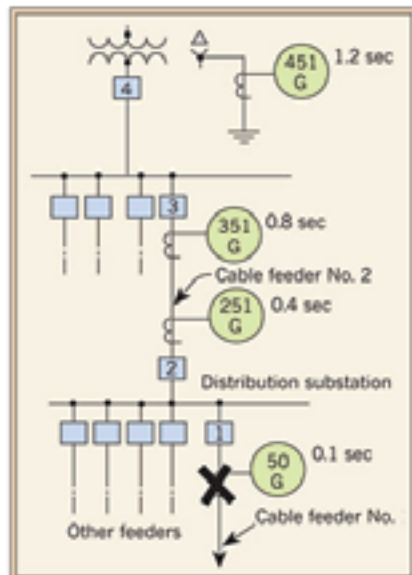 451 G 1.2 sec
4
3
351 G 0.8 sec
Cable feeder No. 2
251 G 0.4 sec
2
Distribution substation
1
50 G 0.1 sec
Other feeders
Cable feeder No.